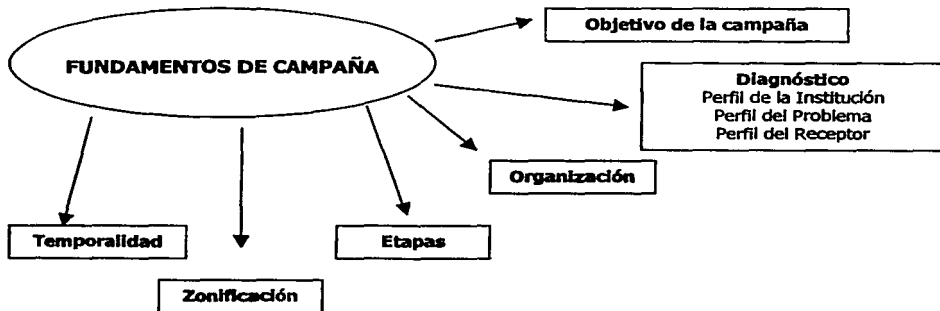 Objetivo de la campaña
FUNDAMENTOS DE CAMPAÑA
Diagnóstico
Perfil de la Institución
Perfil del Problema
Perfil del Receptor
Organización
Temporalidad
Etapas
Zonificación